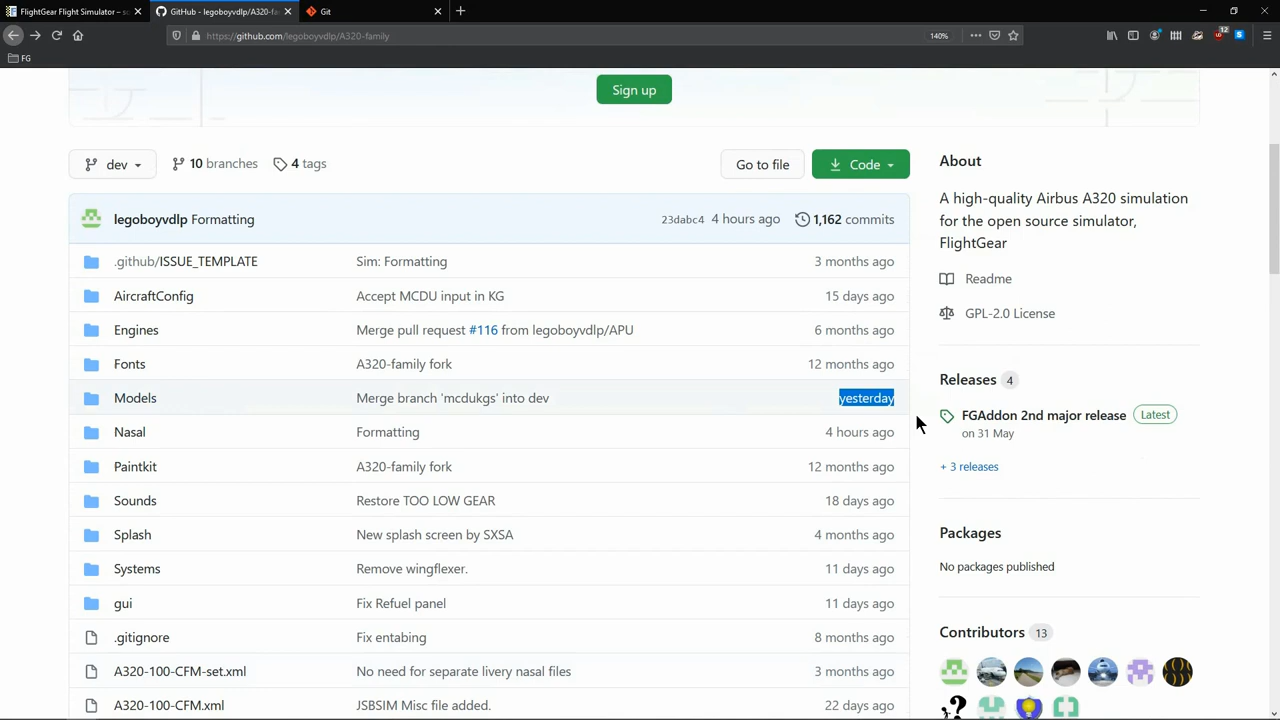 FlightGear Flight Simulator – so
GitHub - legoboyvdlp/A320-fa
Git
https://github.com/legoboyvdlp/A320-family
140%
12
FG
Sign up
dev
10 branches
4 tags
Go to file
Code
legoboyvdlp Formatting
23dabc4 4 hours ago
1,162 commits
.github/ISSUE_TEMPLATE Sim: Formatting 3 months ago
AircraftConfig Accept MCDU input in KG 15 days ago
Engines Merge pull request #116 from legoboyvdlp/APU 6 months ago
Fonts A320-family fork 12 months ago
Models Merge branch 'mcdukgs' into dev yesterday
Nasal Formatting 4 hours ago
Paintkit A320-family fork 12 months ago
Sounds Restore TOO LOW GEAR 18 days ago
Splash New splash screen by SXSA 4 months ago
Systems Remove wingflexer. 11 days ago
gui Fix Refuel panel 11 days ago
.gitignore Fix entabing 8 months ago
A320-100-CFM-set.xml No need for separate livery nasal files 3 months ago
A320-100-CFM.xml JSBSIM Misc file added. 22 days ago
About
A high-quality Airbus A320 simulation
for the open source simulator,
FlightGear
Readme
GPL-2.0 License
Releases 4
FGAddon 2nd major release Latest
on 31 May
+ 3 releases
Packages
No packages published
Contributors 13